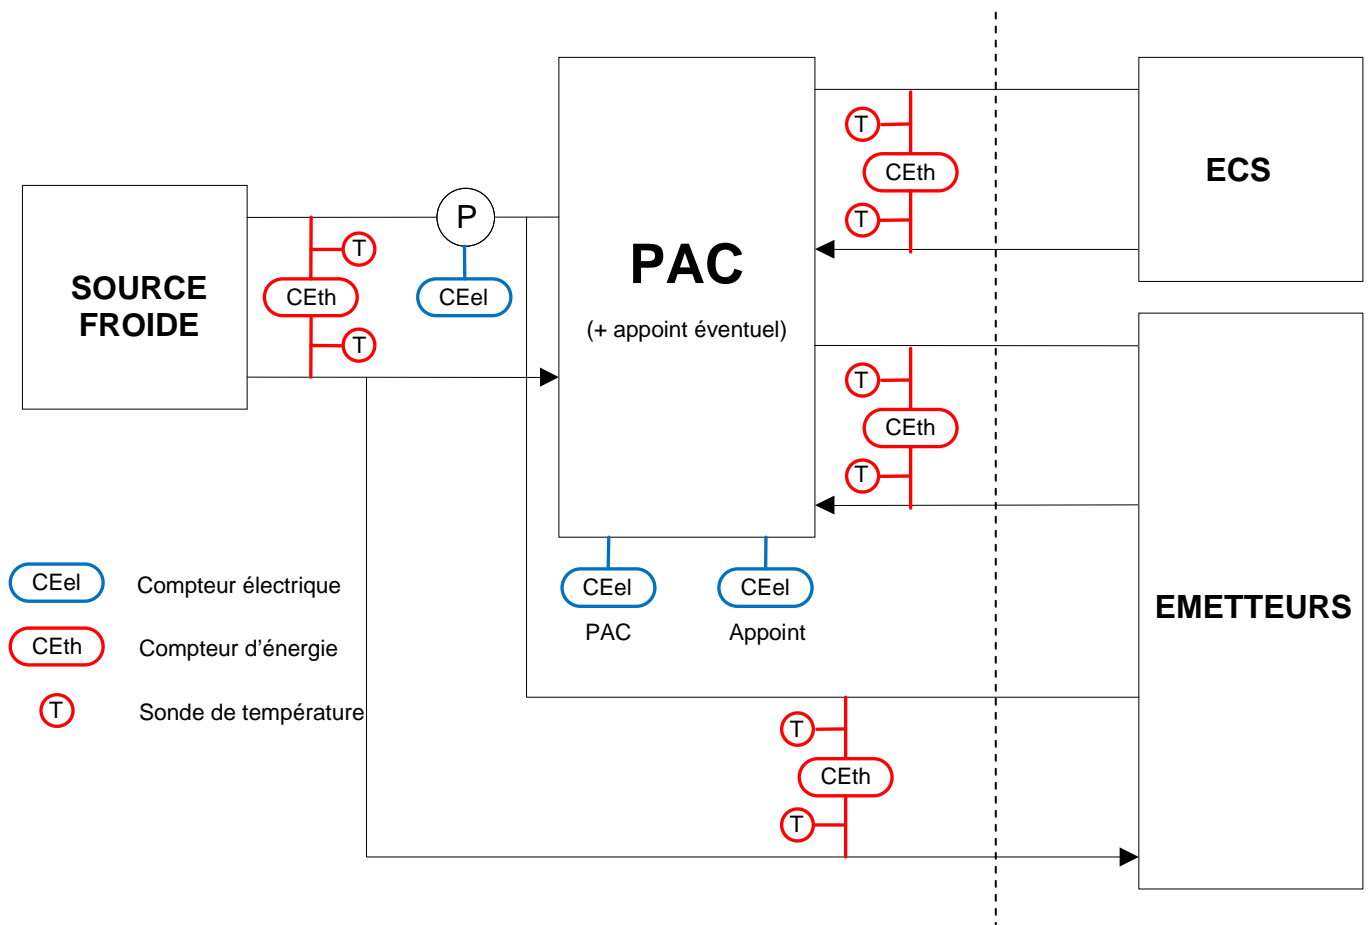 T
CEth
T
ECS
SOURCE
FROIDE
T
CEth
T
P
CEel
PAC
(+ appoint éventuel)
T
CEth
T
CEel
PAC
CEel
Appoint
EMETTEURS
CEel Compteur électrique
CEth Compteur d’énergie
T Sonde de température
T
CEth
T